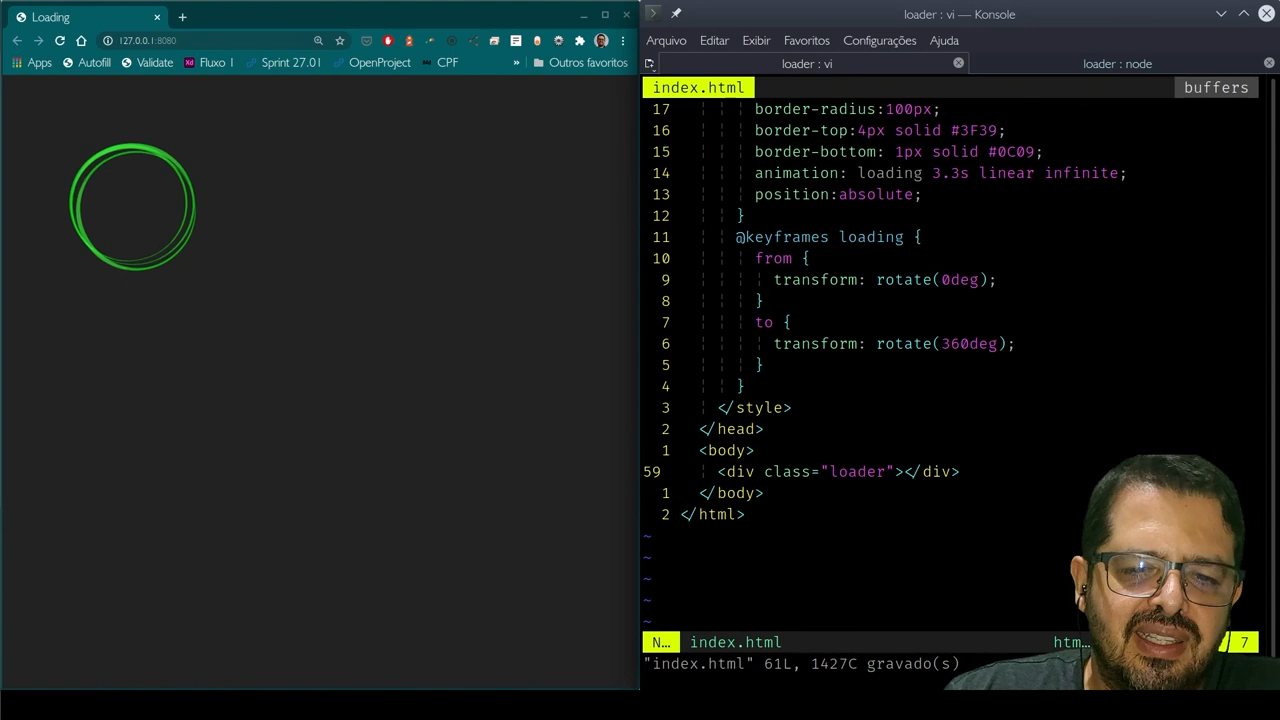 Loading
127.0.0.1:8080
Apps Autofill Validate Fluxo 1 Sprint 27.01 OpenProject CPF » Outros favoritos
loader : vi — Konsole
Arquivo Editar Exibir Favoritos Configurações Ajuda
loader : vi loader : node
index.html buffers
17 border-radius:100px;
16 border-top:4px solid #3F39;
15 border-bottom: 1px solid #0C09;
14 animation: loading 3.3s linear infinite;
13 position:absolute;
12 }
11 @keyframes loading {
10 from {
9 transform: rotate(0deg);
8 }
7 to {
6 transform: rotate(360deg);
5 }
4 }
3 </style>
2 </head>
1 <body>
59 <div class="loader"></div>
1 </body>
2 </html>
~
~
~
~
~
N… index.html htm… 7
"index.html" 61L, 1427C gravado(s)